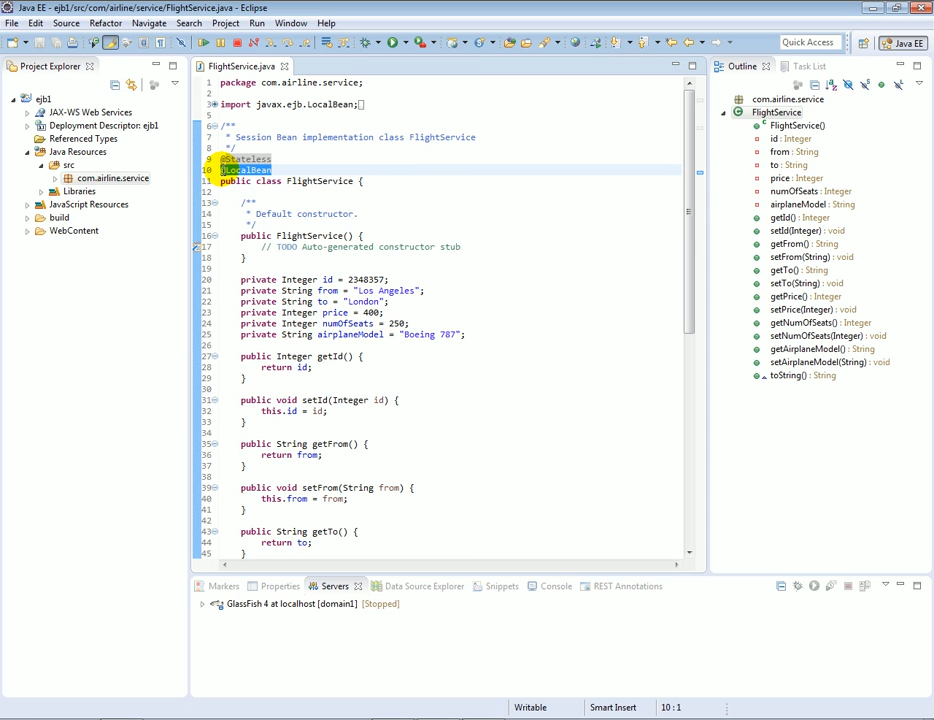 Java EE - ejb1/src/com/airline/service/FlightService.java - Eclipse
File Edit Source Refactor Navigate Search Project Run Window Help
Quick Access
Java EE
Project Explorer
ejb1
JAX-WS Web Services
Deployment Descriptor: ejb1
Referenced Types
Java Resources
src
com.airline.service
Libraries
JavaScript Resources
build
WebContent
FlightService.java
1 package com.airline.service;
2
3 import javax.ejb.LocalBean;
5
6 /**
7 * Session Bean implementation class FlightService
8 */
9 @Stateless
10 @LocalBean
11 public class FlightService {
12
13 /**
14 * Default constructor.
15 */
16 public FlightService() {
17 // TODO Auto-generated constructor stub
18 }
19
20 private Integer id = 2348357;
21 private String from = "Los Angeles";
22 private String to = "London";
23 private Integer price = 400;
24 private Integer numOfSeats = 250;
25 private String airplaneModel = "Boeing 787";
26
27 public Integer getId() {
28 return id;
29 }
30
31 public void setId(Integer id) {
32 this.id = id;
33 }
34
35 public String getFrom() {
36 return from;
37 }
38
39 public void setFrom(String from) {
40 this.from = from;
41 }
42
43 public String getTo() {
44 return to;
45 }
Outline
Task List
com.airline.service
FlightService
FlightService()
id : Integer
from : String
to : String
price : Integer
numOfSeats : Integer
airplaneModel : String
getId() : Integer
setId(Integer) : void
getFrom() : String
setFrom(String) : void
getTo() : String
setTo(String) : void
getPrice() : Integer
setPrice(Integer) : void
getNumOfSeats() : Integer
setNumOfSeats(Integer) : void
getAirplaneModel() : String
setAirplaneModel(String) : void
toString() : String
Markers Properties Servers Data Source Explorer Snippets Console REST Annotations
GlassFish 4 at localhost [domain1] [Stopped]
Writable Smart Insert 10 : 1